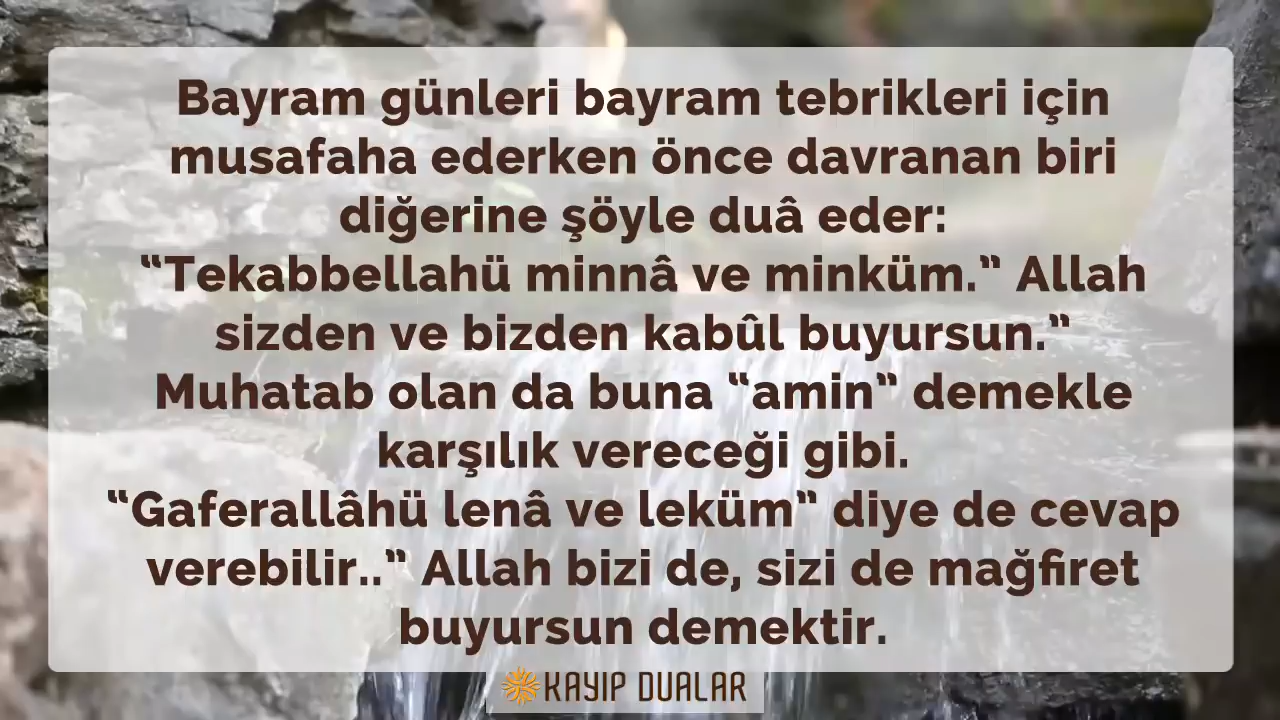 Bayram günleri bayram tebrikleri için
musafaha ederken önce davranan biri
diğerine şöyle duâ eder:
“Tekabbellahü minnâ ve minküm.” Allah
sizden ve bizden kabûl buyursun.”
Muhatab olan da buna “amin” demekle
karşılık vereceği gibi.
“Gaferallâhü lenâ ve leküm” diye de cevap
verebilir..” Allah bizi de, sizi de mağfiret
buyursun demektir.
KAYIP DUALAR